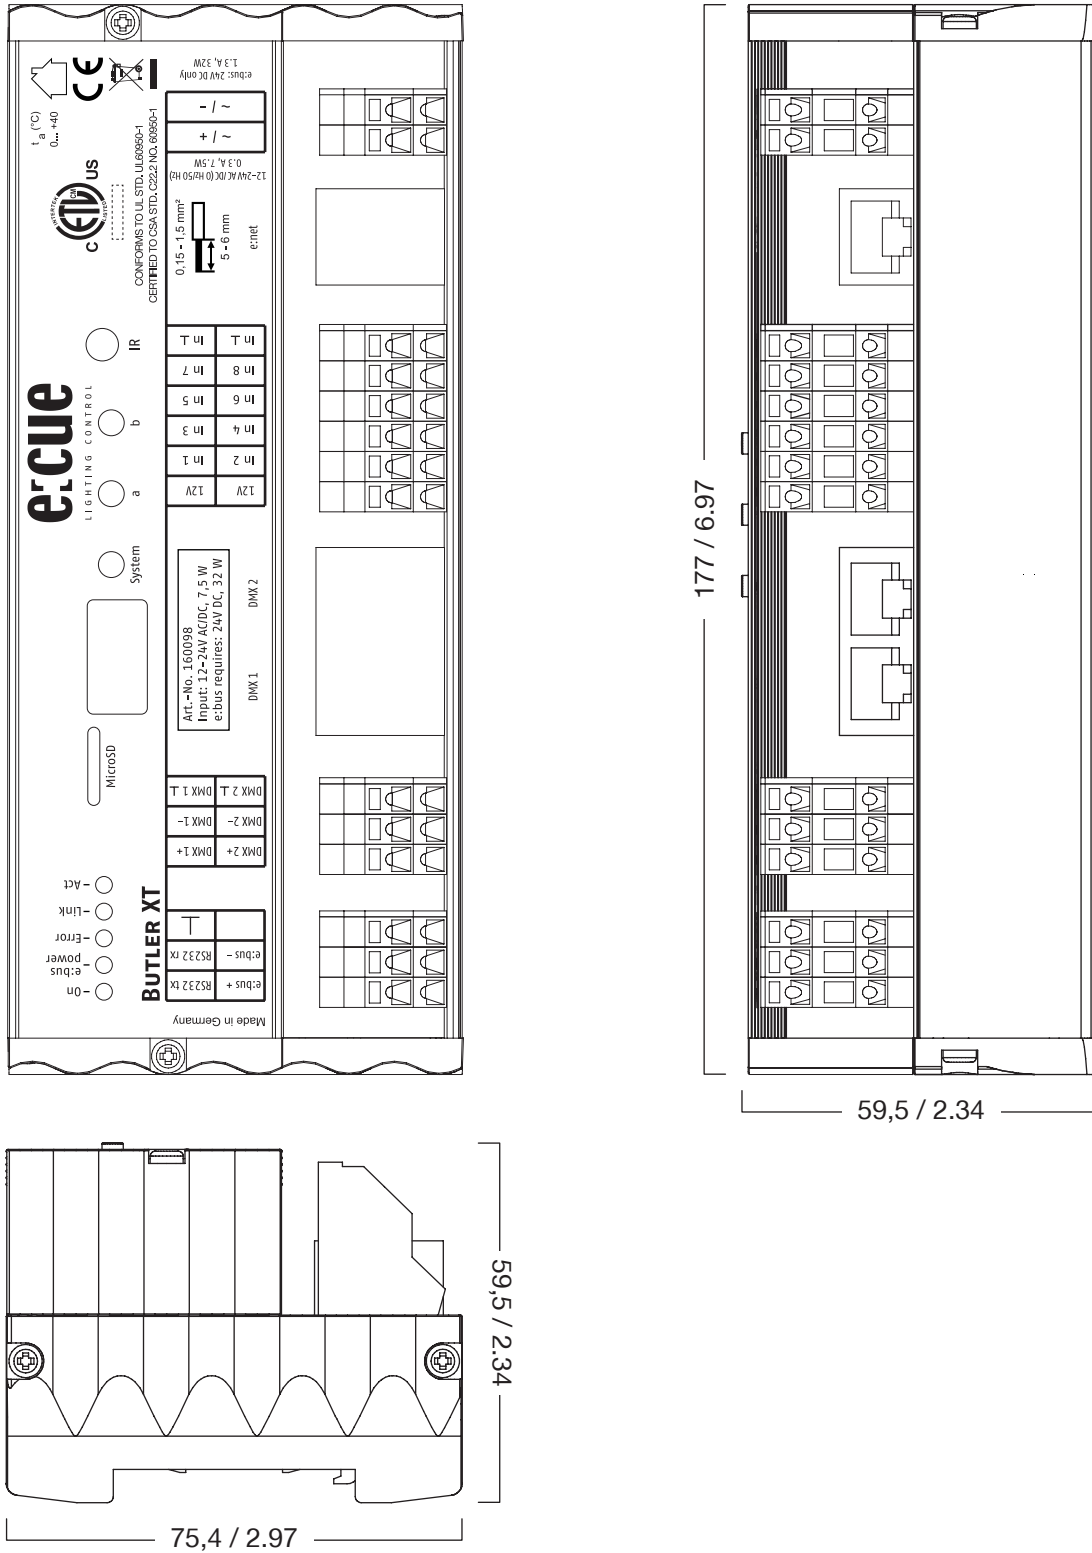 t a (°C)
0... +40
C
INTERTEK
ETL
CM
LISTED
US
CONFORMS TO UL STD. UL60950-1
CERTIFIED TO CSA STD. C22.2 NO. 60950-1
e:bus: 24V DC only
1.3 A, 32W
~ / -
~ / +
12-24V AC/DC (0 Hz/50 Hz)
0.3 A 7.5W
0,15 - 1,5 mm²
5 - 6 mm
e:net
e:cue
LIGHTING CONTROL
IR
b
a
System
In ⊥
In ⊥
In 7
In 8
In 5
In 6
In 3
In 4
In 1
In 2
12V
12V
Art.-No. 160098
Input: 12-24V AC/DC, 7,5 W
e:bus requires: 24V DC, 32 W
DMX 1
DMX 2
MicroSD
DMX 1 ⊥
DMX 2 ⊥
DMX 1-
DMX 2-
DMX 1+
DMX 2+
Act
Link
Error
e:bus
power
On
BUTLER XT
⊥
RS232 rx
e:bus -
RS232 tx
e:bus +
Made in Germany
177 / 6.97
59,5 / 2.34
59,5 / 2.34
75,4 / 2.97